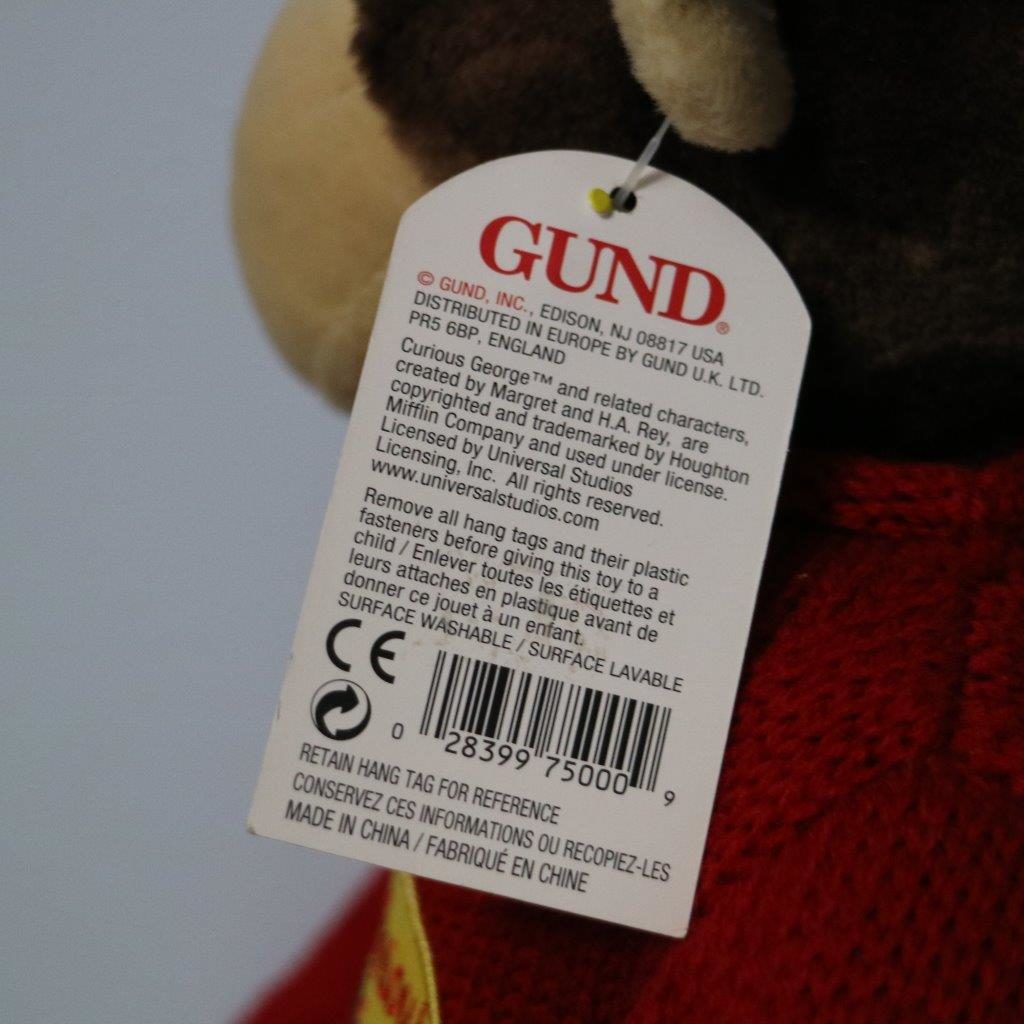 GUND®
© GUND, INC., EDISON, NJ 08817 USA
DISTRIBUTED IN EUROPE BY GUND U.K. LTD.
PR5 6BP, ENGLAND
Curious George™ and related characters,
created by Margret and H.A. Rey, are
copyrighted and trademarked by Houghton
Mifflin Company and used under license.
Licensed by Universal Studios
Licensing, Inc. All rights reserved.
www.universalstudios.com
Remove all hang tags and their plastic
fasteners before giving this toy to a
child / Enlever toutes les étiquettes et
leurs attaches en plastique avant de
donner ce jouet à un enfant.
SURFACE WASHABLE / SURFACE LAVABLE
CE
0 28399 75000 9
RETAIN HANG TAG FOR REFERENCE
CONSERVEZ CES INFORMATIONS OU RECOPIEZ-LES
MADE IN CHINA / FABRIQUÉ EN CHINE